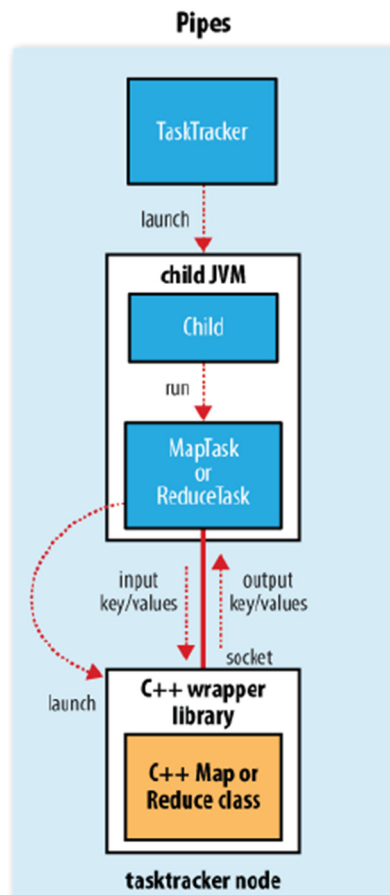 Pipes
TaskTracker
launch
child JVM
Child
run
MapTask
or
ReduceTask
input
key/values
output
key/values
socket
launch
C++ wrapper
library
C++ Map or
Reduce class
tasktracker node